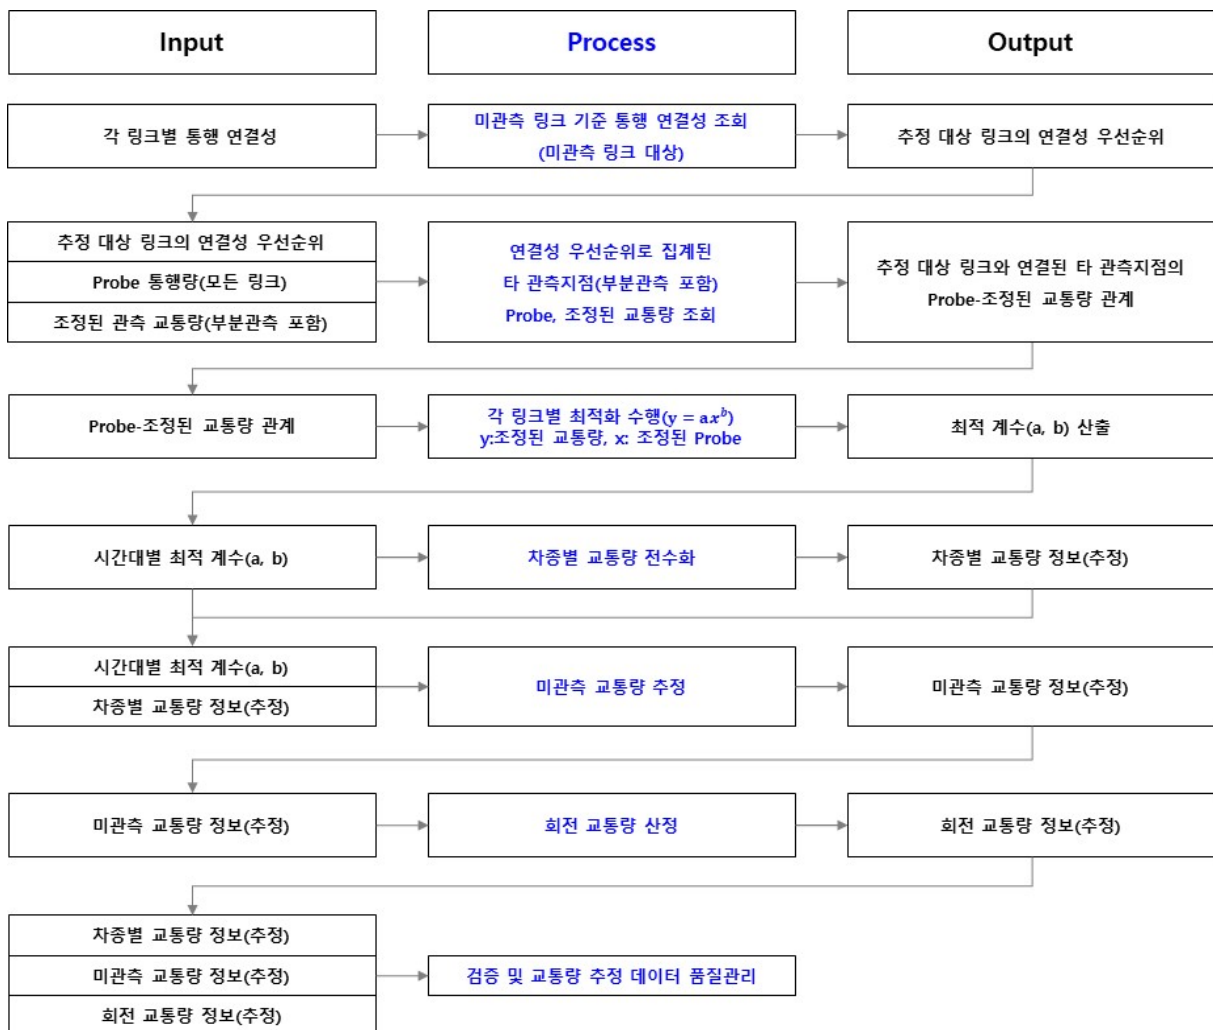 Input
Process
Output
각 링크별 통행 연결성
미관측 링크 기준 통행 연결성 조회
(미관측 링크 대상)
추정 대상 링크의 연결성 우선순위
추정 대상 링크의 연결성 우선순위
Probe 통행량(모든 링크)
조정된 관측 교통량(부분관측 포함)
연결성 우선순위로 집계된
타 관측지점(부분관측 포함)
Probe, 조정된 교통량 조회
추정 대상 링크와 연결된 타 관측지점의
Probe-조정된 교통량 관계
Probe-조정된 교통량 관계
각 링크별 최적화 수행(y = ax^b)
y:조정된 교통량, x: 조정된 Probe
최적 계수(a, b) 산출
시간대별 최적 계수(a, b)
차종별 교통량 전수화
차종별 교통량 정보(추정)
시간대별 최적 계수(a, b)
차종별 교통량 정보(추정)
미관측 교통량 추정
미관측 교통량 정보(추정)
미관측 교통량 정보(추정)
회전 교통량 산정
회전 교통량 정보(추정)
차종별 교통량 정보(추정)
미관측 교통량 정보(추정)
회전 교통량 정보(추정)
검증 및 교통량 추정 데이터 품질관리